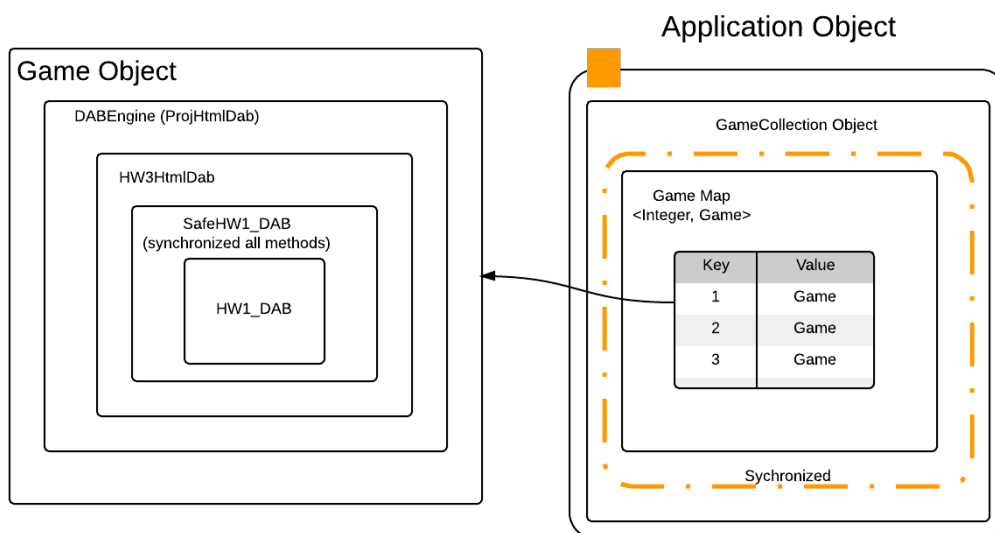 Application Object
Game Object
DABEngine (ProjHtmlDab)
HW3HtmlDab
SafeHW1_DAB
(synchronized all methods)
HW1_DAB
GameCollection Object
Game Map
<Integer, Game>
Key Value
1 Game
2 Game
3 Game
Sychronized